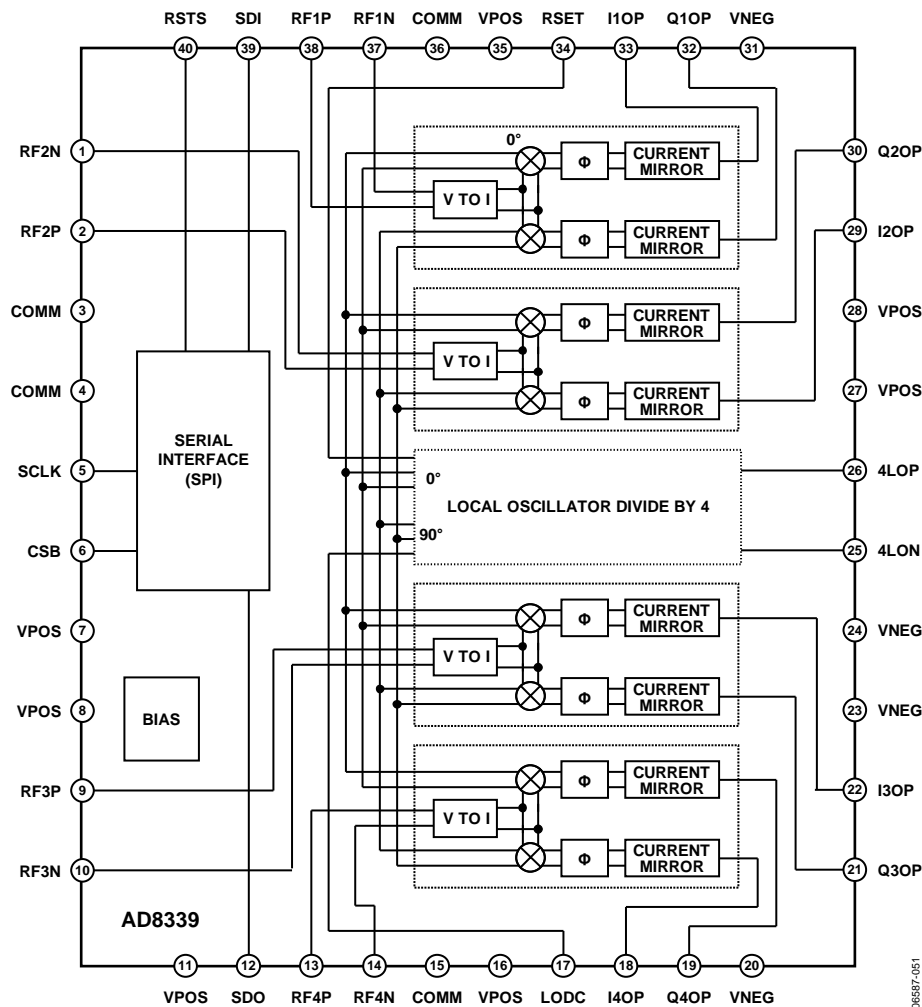 RSTS SDI RF1P RF1N COMM VPOS RSET I1OP Q1OP VNEG
40 39 38 37 36 35 34 33 32 31
RF2N 1
RF2P 2
COMM 3
COMM 4
SCLK 5
CSB 6
VPOS 7
VPOS 8
RF3P 9
RF3N 10
SERIAL
INTERFACE
(SPI)
BIAS
AD8339
0°
V TO I
Φ
CURRENT
MIRROR
Φ
CURRENT
MIRROR
V TO I
Φ
CURRENT
MIRROR
Φ
CURRENT
MIRROR
0°
90°
LOCAL OSCILLATOR DIVIDE BY 4
V TO I
Φ
CURRENT
MIRROR
Φ
CURRENT
MIRROR
V TO I
Φ
CURRENT
MIRROR
Φ
CURRENT
MIRROR
30 Q2OP
29 I2OP
28 VPOS
27 VPOS
26 4LOP
25 4LON
24 VNEG
23 VNEG
22 I3OP
21 Q3OP
11 12 13 14 15 16 17 18 19 20
VPOS SDO RF4P RF4N COMM VPOS LODC I4OP Q4OP VNEG
06587-051